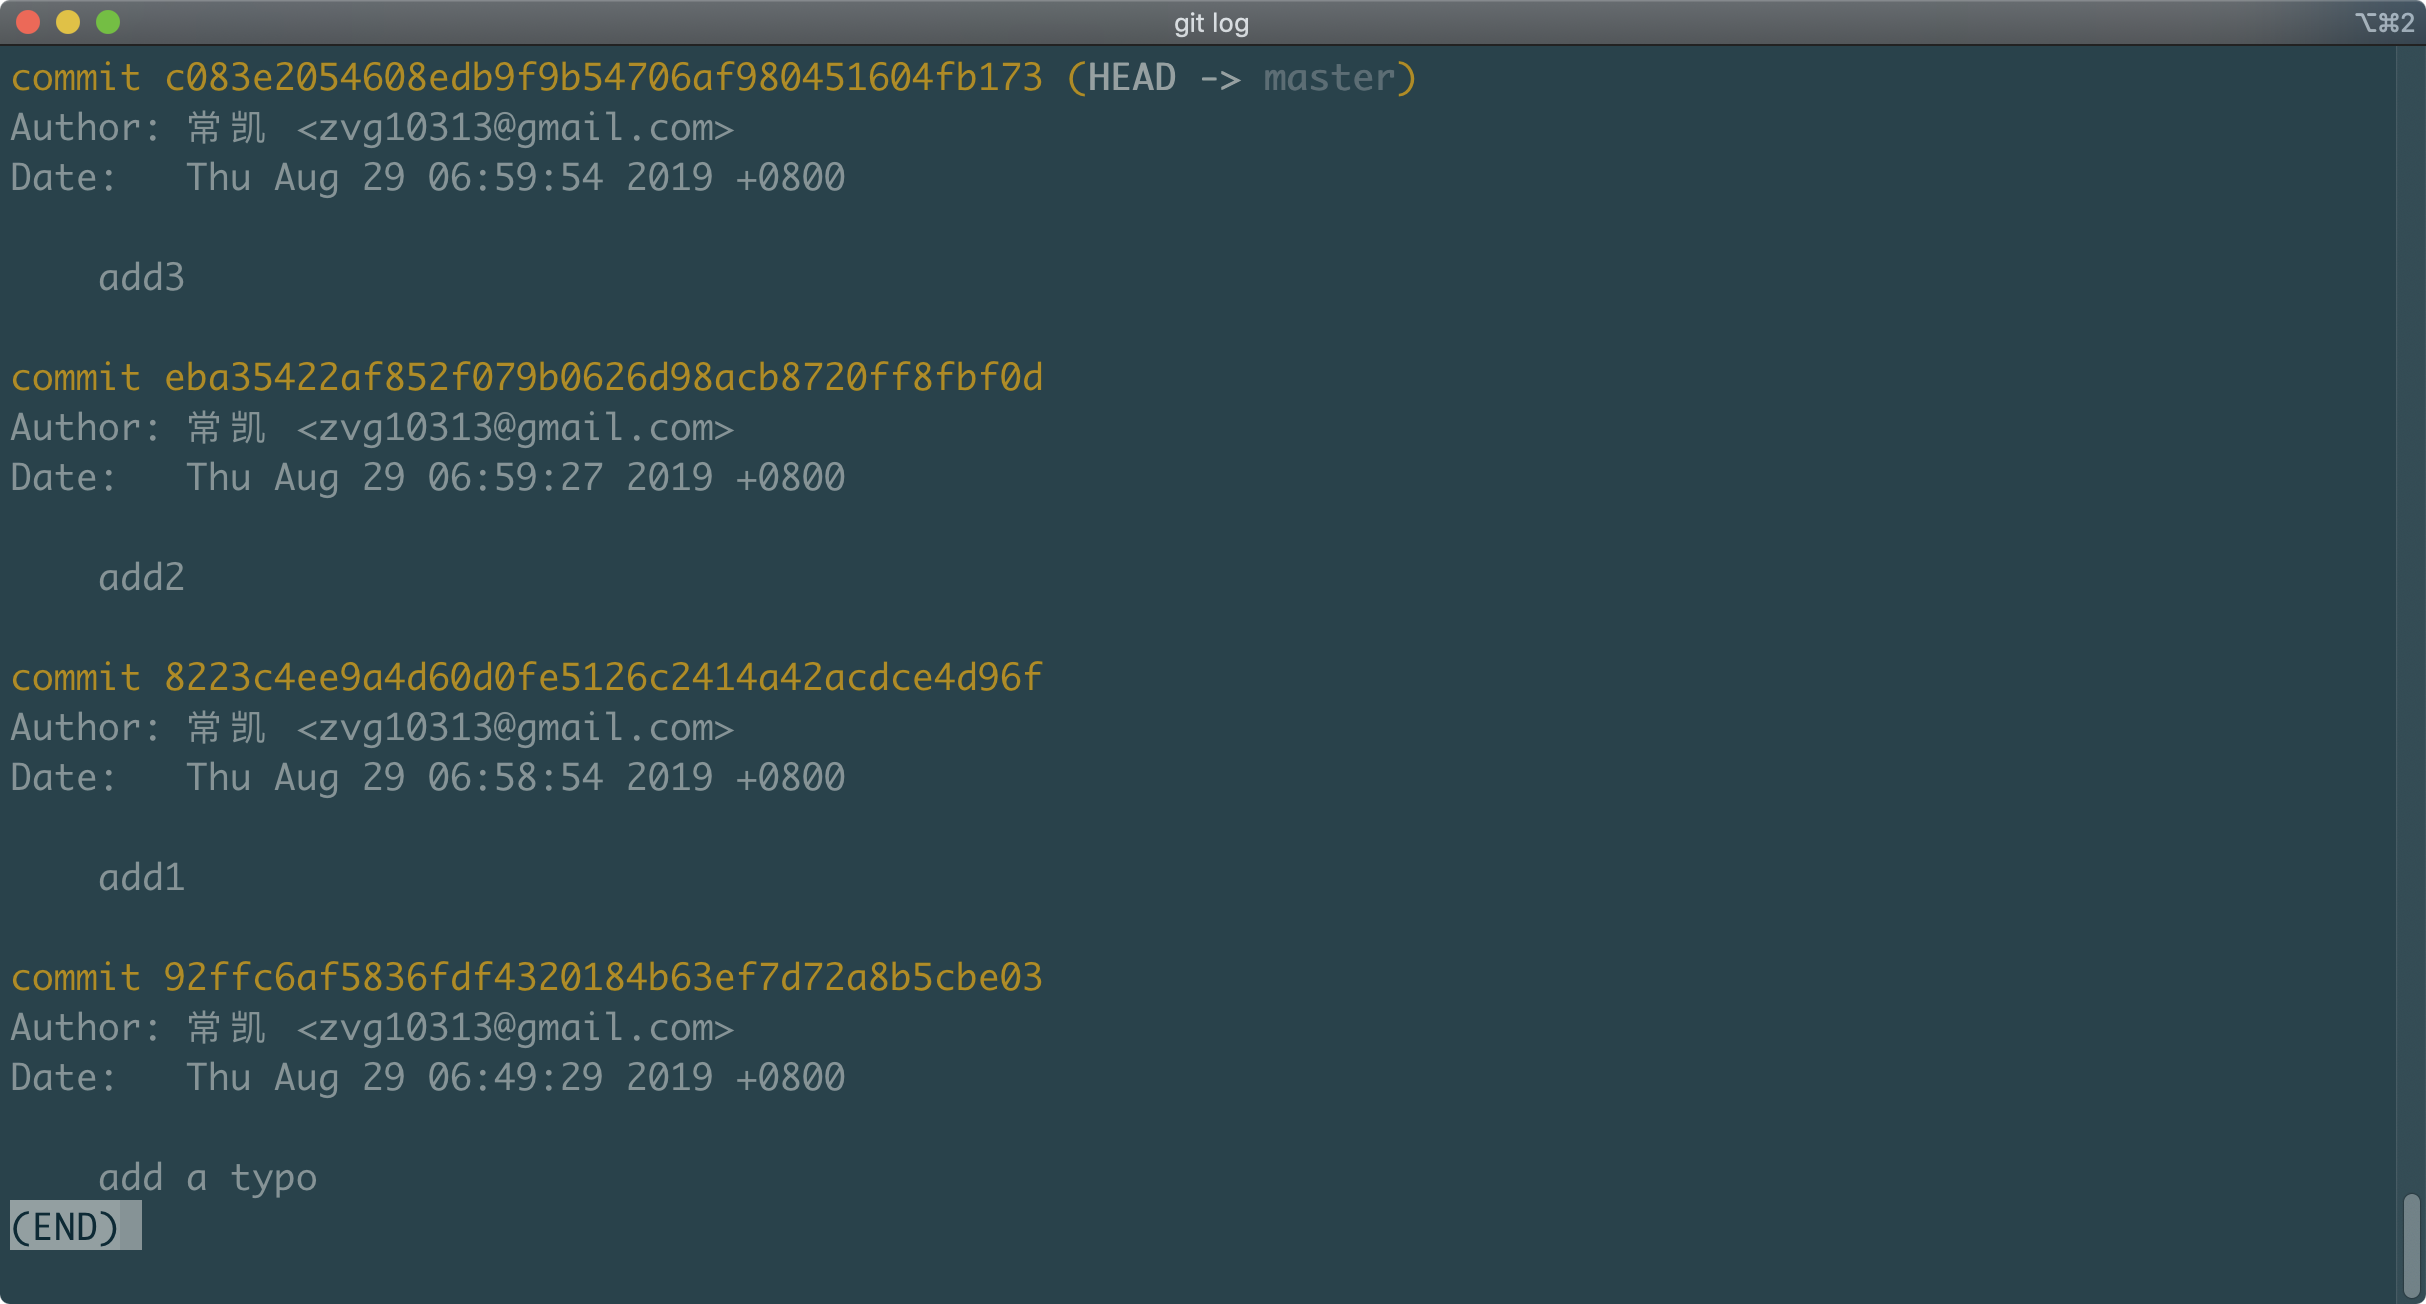 git log
⌥⌘2
commit c083e2054608edb9f9b54706af980451604fb173 (HEAD -> master)
Author: 常凯 <zvg10313@gmail.com>
Date:   Thu Aug 29 06:59:54 2019 +0800
add3
commit eba35422af852f079b0626d98acb8720ff8fbf0d
Author: 常凯 <zvg10313@gmail.com>
Date:   Thu Aug 29 06:59:27 2019 +0800
add2
commit 8223c4ee9a4d60d0fe5126c2414a42acdce4d96f
Author: 常凯 <zvg10313@gmail.com>
Date:   Thu Aug 29 06:58:54 2019 +0800
add1
commit 92ffc6af5836fdf4320184b63ef7d72a8b5cbe03
Author: 常凯 <zvg10313@gmail.com>
Date:   Thu Aug 29 06:49:29 2019 +0800
add a typo
(END)